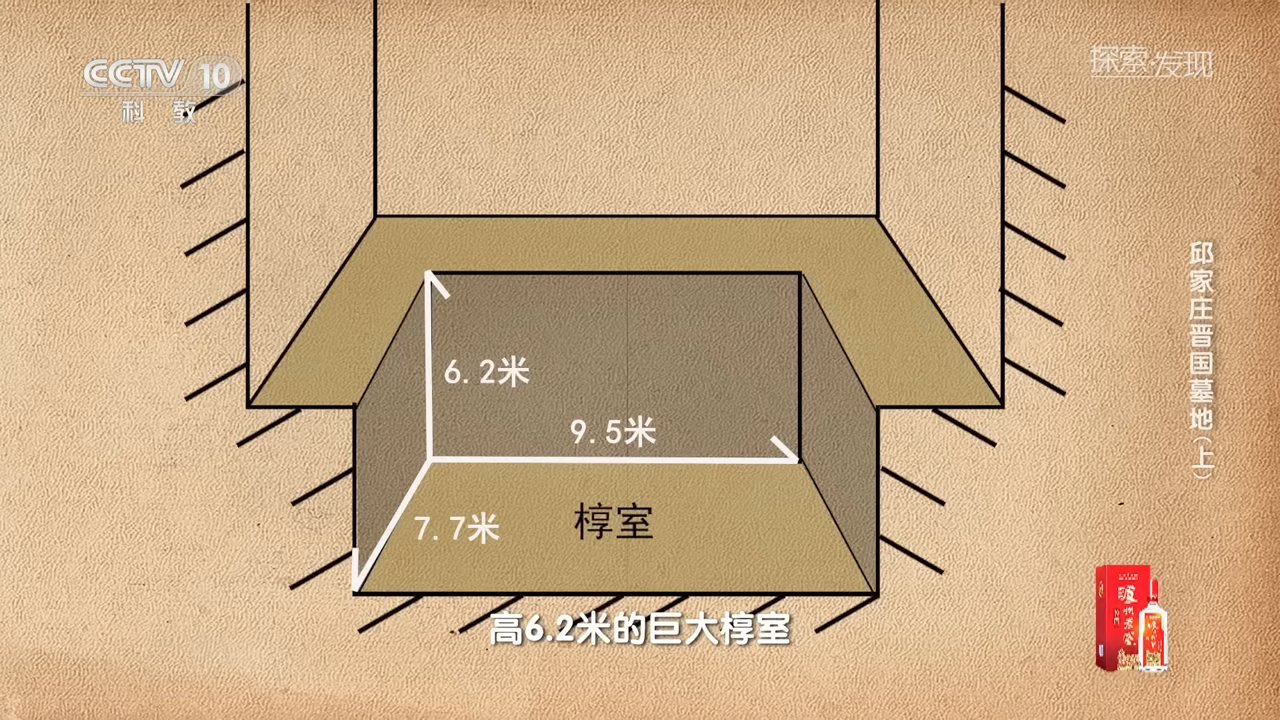 CCTV 10
科 教
探索·发现
邱家庄晋国墓地（上）
6.2米
9.5米
7.7米
椁室
高6.2米的巨大椁室